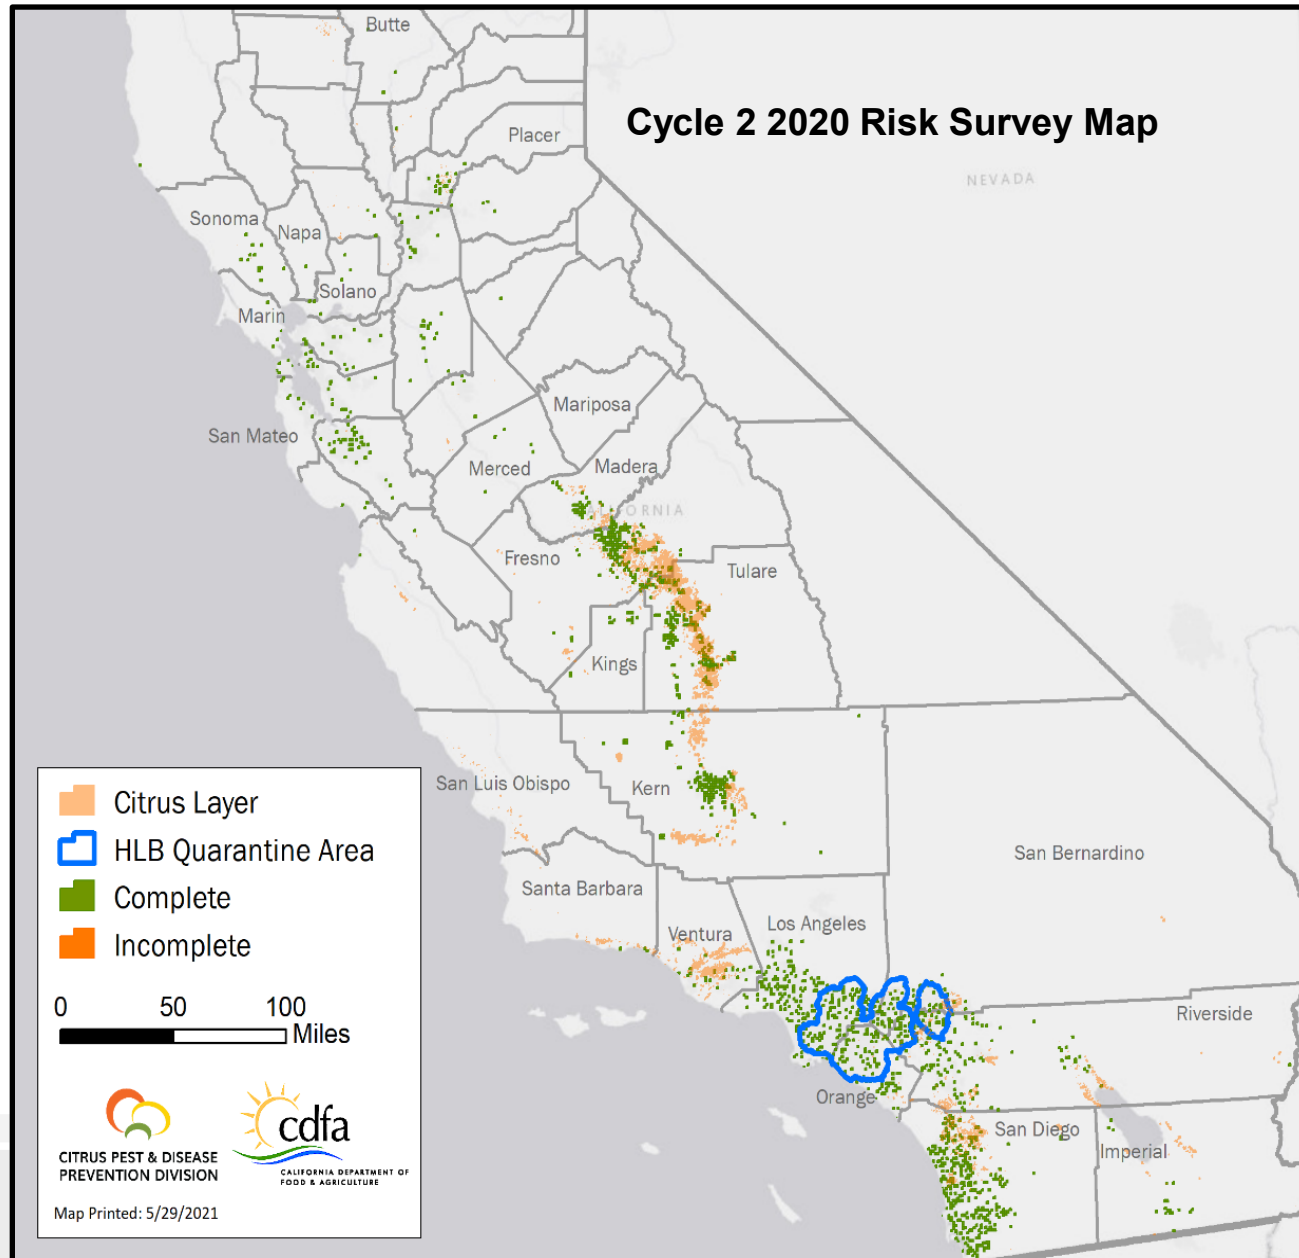 Butte
Cycle 2 2020 Risk Survey Map
Placer
NEVADA
Sonoma
Napa
Solano
Marin
Mariposa
San Mateo
Merced
Madera
CALIFORNIA
Fresno
Tulare
Kings
San Luis Obispo
Kern
San Bernardino
Santa Barbara
Ventura
Los Angeles
Riverside
Orange
San Diego
Imperial
Citrus Layer
HLB Quarantine Area
Complete
Incomplete
0 50 100
Miles
CITRUS PEST & DISEASE
PREVENTION DIVISION
cdfa
CALIFORNIA DEPARTMENT OF
FOOD & AGRICULTURE
Map Printed: 5/29/2021